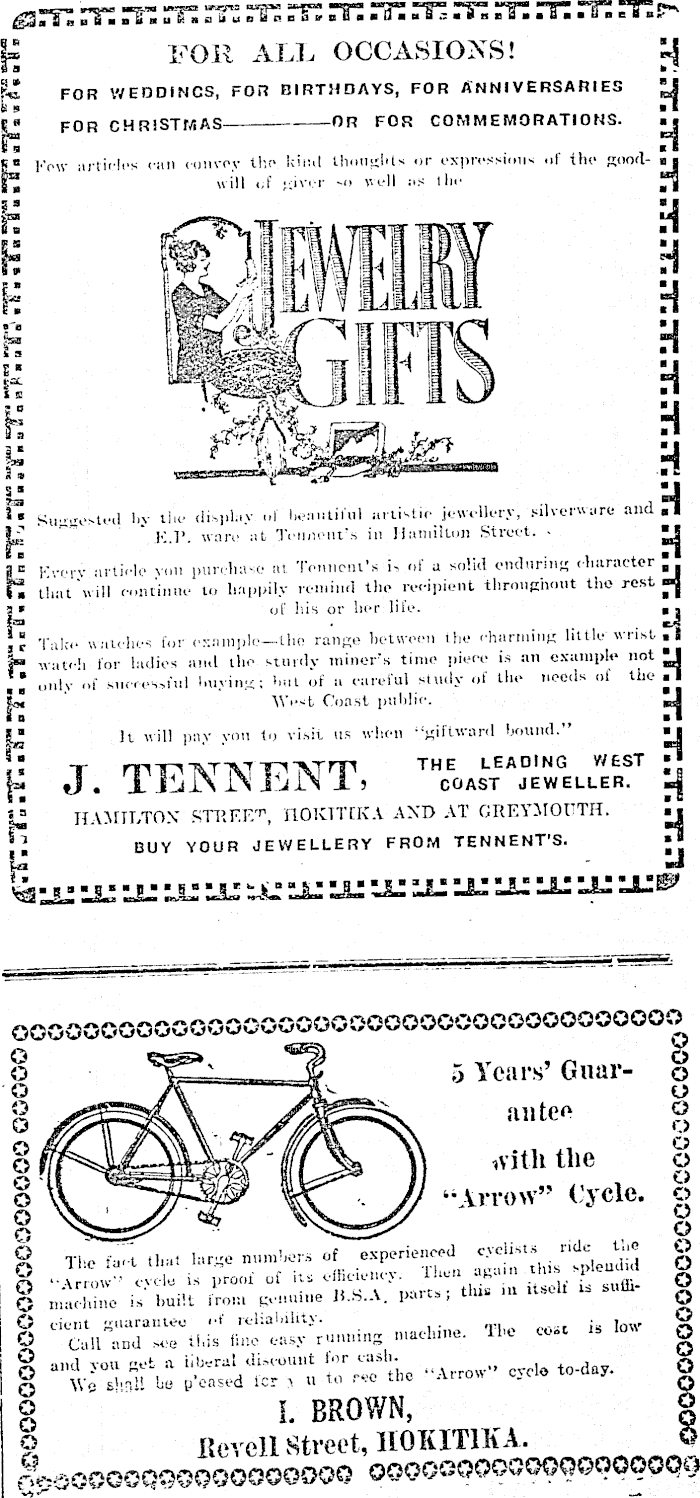 FOR ALL OCCASIONS!
FOR WEDDINGS, FOR BIRTHDAYS, FOR ANNIVERSARIES
FOR CHRISTMAS—————OR FOR COMMEMORATIONS.
Few articles can convey the kind thoughts or expressions of the good-
will of giver so well as the
JEWELRY
GIFTS
Suggested by the display of beautiful artistic jewellery, silverware and
E.P. ware at Tennent's in Hamilton Street.
Every article you purchase at Tennent's is of a solid enduring character
that will continue to happily remind the recipient throughout the rest
of his or her life.
Take watches for example—the range between the charming little wrist
watch for ladies and the sturdy miner's time piece is an example not
only of successful buying; but of a careful study of the needs of the
West Coast public.
It will pay you to visit us when "giftward bound."
J. TENNENT,
THE LEADING WEST
COAST JEWELLER.
HAMILTON STREET, HOKITIKA AND AT GREYMOUTH.
BUY YOUR JEWELLERY FROM TENNENT'S.
5 Years' Guar-
antee
with the
"Arrow" Cycle.
The fact that large numbers of experienced cyclists ride the
"Arrow" cycle is proof of its efficiency. Then again this splendid
machine is built from genuine B.S.A. parts; this in itself is suffi-
cient guarantee of reliability.
Call and see this fine easy running machine. The cost is low
and you get a liberal discount for cash.
We shall be pleased for you to see the "Arrow" cycle to-day.
I. BROWN,
Revell Street, HOKITIKA.